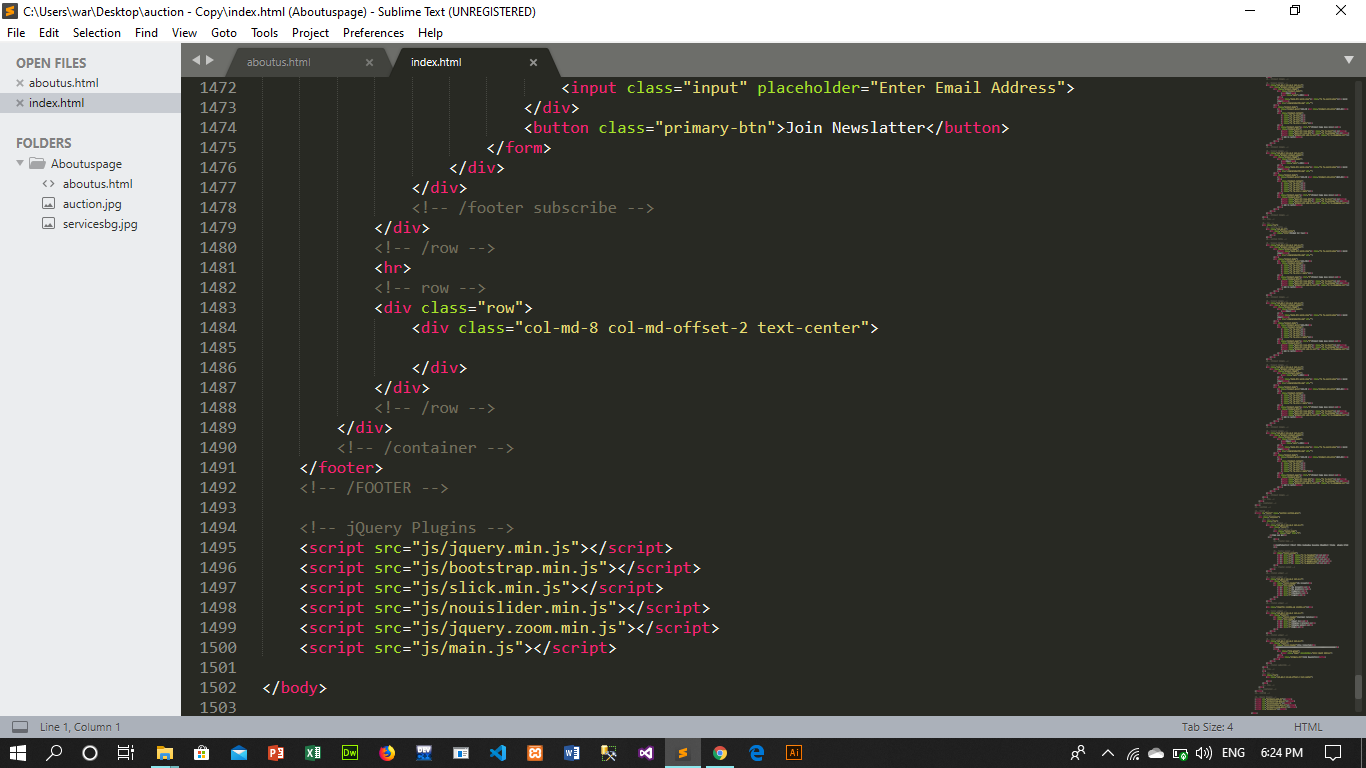 C:\Users\war\Desktop\auction - Copy\index.html (Aboutuspage) - Sublime Text (UNREGISTERED)
File Edit Selection Find View Goto Tools Project Preferences Help
OPEN FILES
aboutus.html
index.html
FOLDERS
Aboutuspage
aboutus.html
auction.jpg
servicesbg.jpg
aboutus.html index.html
1472 <input class="input" placeholder="Enter Email Address">
1473 </div>
1474 <button class="primary-btn">Join Newslatter</button>
1475 </form>
1476 </div>
1477 </div>
1478 <!-- /footer subscribe -->
1479 </div>
1480 <!-- /row -->
1481 <hr>
1482 <!-- row -->
1483 <div class="row">
1484 <div class="col-md-8 col-md-offset-2 text-center">
1485
1486 </div>
1487 </div>
1488 <!-- /row -->
1489 </div>
1490 <!-- /container -->
1491 </footer>
1492 <!-- /FOOTER -->
1493
1494 <!-- jQuery Plugins -->
1495 <script src="js/jquery.min.js"></script>
1496 <script src="js/bootstrap.min.js"></script>
1497 <script src="js/slick.min.js"></script>
1498 <script src="js/nouislider.min.js"></script>
1499 <script src="js/jquery.zoom.min.js"></script>
1500 <script src="js/main.js"></script>
1501
1502 </body>
1503
Line 1, Column 1 Tab Size: 4 HTML
Dw DEV Ai ENG 6:24 PM